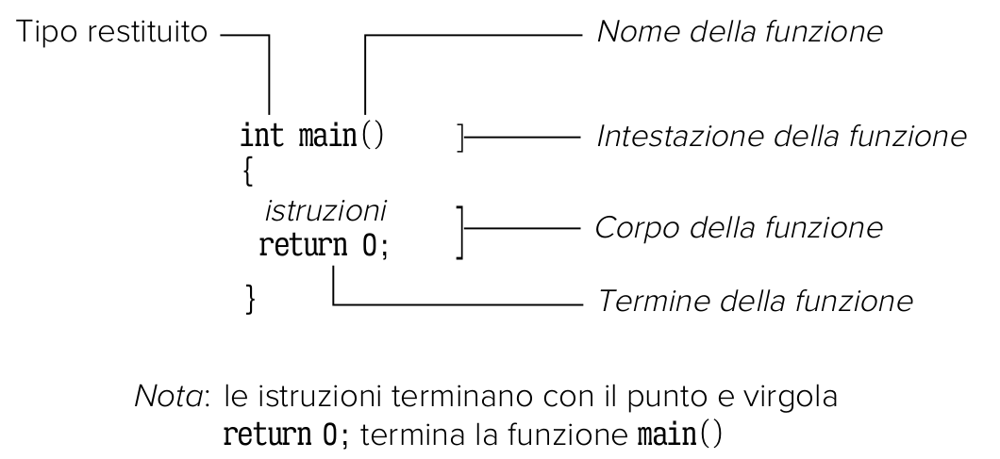 Tipo restituito
Nome della funzione
int main()
Intestazione della funzione
{
istruzioni
Corpo della funzione
return 0;
}
Termine della funzione
Nota: le istruzioni terminano con il punto e virgola
return 0; termina la funzione main()